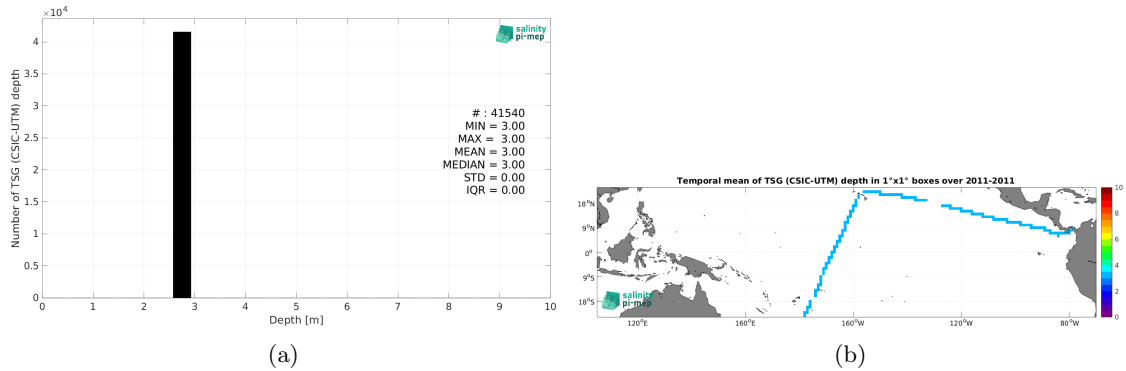 ×10⁴
4
3.5
3
2.5
2
1.5
1
0.5
0
Number of TSG (CSIC-UTM) depth
0 1 2 3 4 5 6 7 8 9 10
Depth [m]
salinity
pi-mep
# : 41540
MIN = 3.00
MAX = 3.00
MEAN = 3.00
MEDIAN = 3.00
STD = 0.00
IQR = 0.00
(a)
Temporal mean of TSG (CSIC-UTM) depth in 1°x1° boxes over 2011-2011
18°N
9°N
0°
9°S
18°S
120°E 160°E 160°W 120°W 80°W
10
8
6
4
2
0
salinity
pi-mep
(b)